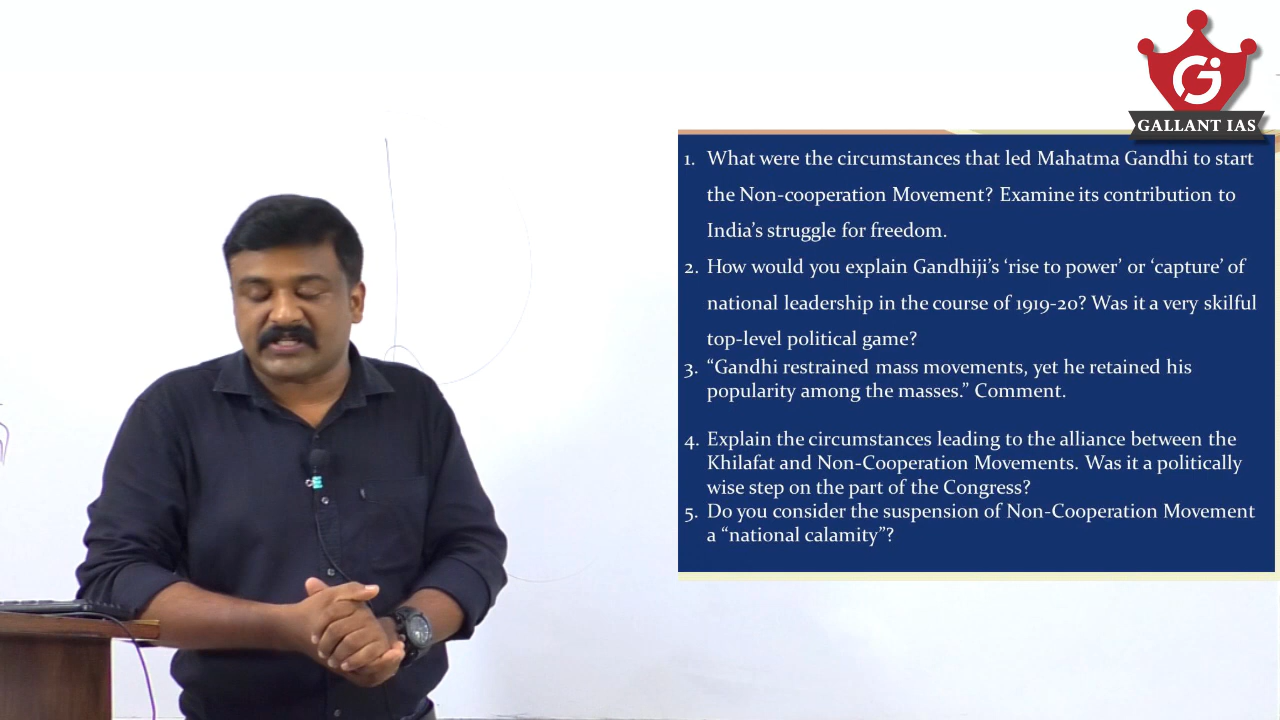 GALLANT IAS
1. What were the circumstances that led Mahatma Gandhi to start
the Non-cooperation Movement? Examine its contribution to
India's struggle for freedom.
2. How would you explain Gandhiji's 'rise to power' or 'capture' of
national leadership in the course of 1919-20? Was it a very skilful
top-level political game?
3. "Gandhi restrained mass movements, yet he retained his
popularity among the masses." Comment.
4. Explain the circumstances leading to the alliance between the
Khilafat and Non-Cooperation Movements. Was it a politically
wise step on the part of the Congress?
5. Do you consider the suspension of Non-Cooperation Movement
a "national calamity"?